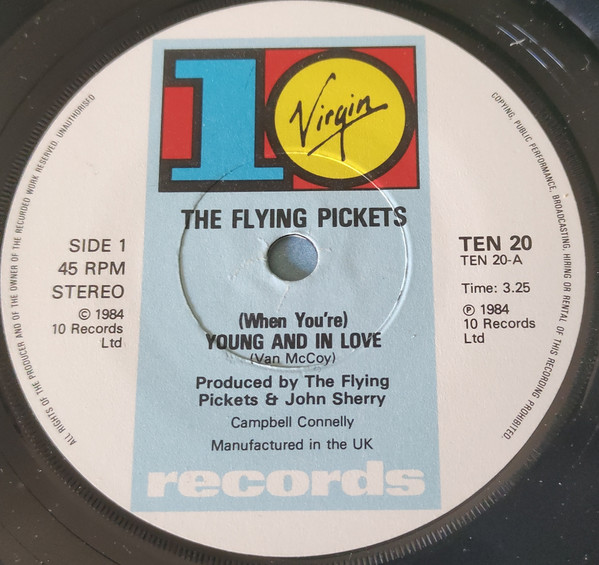 10
Virgin
THE FLYING PICKETS
SIDE 1
45 RPM
STEREO
© 1984
10 Records
Ltd
TEN 20
TEN 20-A
Time: 3.25
℗ 1984
10 Records
Ltd
(When You're)
YOUNG AND IN LOVE
(Van McCoy)
Produced by The Flying
Pickets & John Sherry
Campbell Connelly
Manufactured in the UK
records
ALL RIGHTS OF THE PRODUCER AND OF THE OWNER OF THE RECORDED WORK RESERVED. UNAUTHORISED
COPYING, PUBLIC PERFORMANCE, BROADCASTING, HIRING OR RENTAL OF THIS RECORDING PROHIBITED.